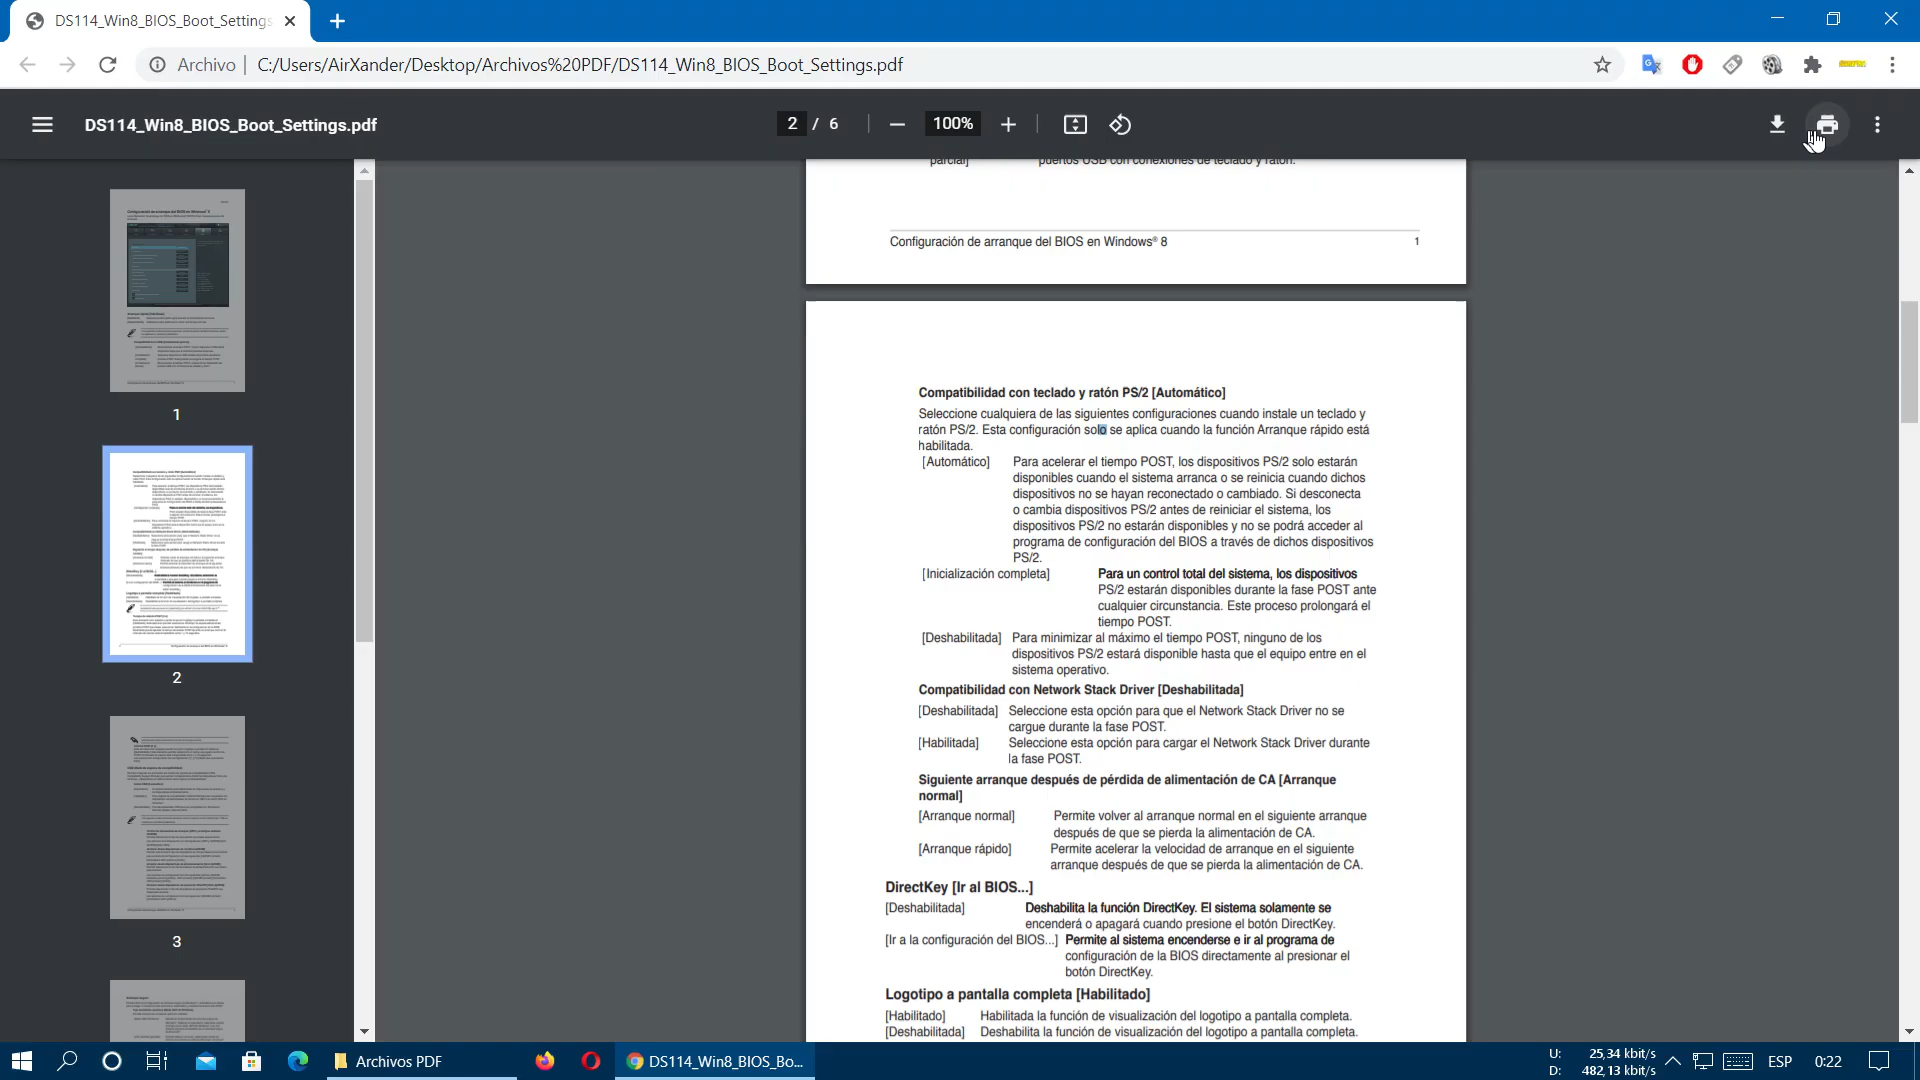 DS114_Win8_BIOS_Boot_Settings
Archivo
C:/Users/AirXander/Desktop/Archivos%20PDF/DS114_Win8_BIOS_Boot_Settings.pdf
DS114_Win8_BIOS_Boot_Settings.pdf
2 / 6
100%
parcial] puertos USB con conexiones de teclado y ratón.
Configuración de arranque del BIOS en Windows® 8 1
Compatibilidad con teclado y ratón PS/2 [Automático]
Seleccione cualquiera de las siguientes configuraciones cuando instale un teclado y
ratón PS/2. Esta configuración solo se aplica cuando la función Arranque rápido está
habilitada.
[Automático] Para acelerar el tiempo POST, los dispositivos PS/2 solo estarán
disponibles cuando el sistema arranca o se reinicia cuando dichos
dispositivos no se hayan reconectado o cambiado. Si desconecta
o cambia dispositivos PS/2 antes de reiniciar el sistema, los
dispositivos PS/2 no estarán disponibles y no se podrá acceder al
programa de configuración del BIOS a través de dichos dispositivos
PS/2.
[Inicialización completa] Para un control total del sistema, los dispositivos
PS/2 estarán disponibles durante la fase POST ante
cualquier circunstancia. Este proceso prolongará el
tiempo POST.
[Deshabilitada] Para minimizar al máximo el tiempo POST, ninguno de los
dispositivos PS/2 estará disponible hasta que el equipo entre en el
sistema operativo.
Compatibilidad con Network Stack Driver [Deshabilitada]
[Deshabilitada] Seleccione esta opción para que el Network Stack Driver no se
cargue durante la fase POST.
[Habilitada] Seleccione esta opción para cargar el Network Stack Driver durante
la fase POST.
Siguiente arranque después de pérdida de alimentación de CA [Arranque
normal]
[Arranque normal] Permite volver al arranque normal en el siguiente arranque
después de que se pierda la alimentación de CA.
[Arranque rápido] Permite acelerar la velocidad de arranque en el siguiente
arranque después de que se pierda la alimentación de CA.
DirectKey [Ir al BIOS...]
[Deshabilitada] Deshabilita la función DirectKey. El sistema solamente se
encenderá o apagará cuando presione el botón DirectKey.
[Ir a la configuración del BIOS...] Permite al sistema encenderse e ir al programa de
configuración de la BIOS directamente al presionar el
botón DirectKey.
Logotipo a pantalla completa [Habilitado]
[Habilitado] Habilitada la función de visualización del logotipo a pantalla completa.
[Deshabilitada] Deshabilita la función de visualización del logotipo a pantalla completa.
1
2
3
Archivos PDF
DS114_Win8_BIOS_Bo...
U: 25,34 kbit/s
D: 482,13 kbit/s
ESP
0:22